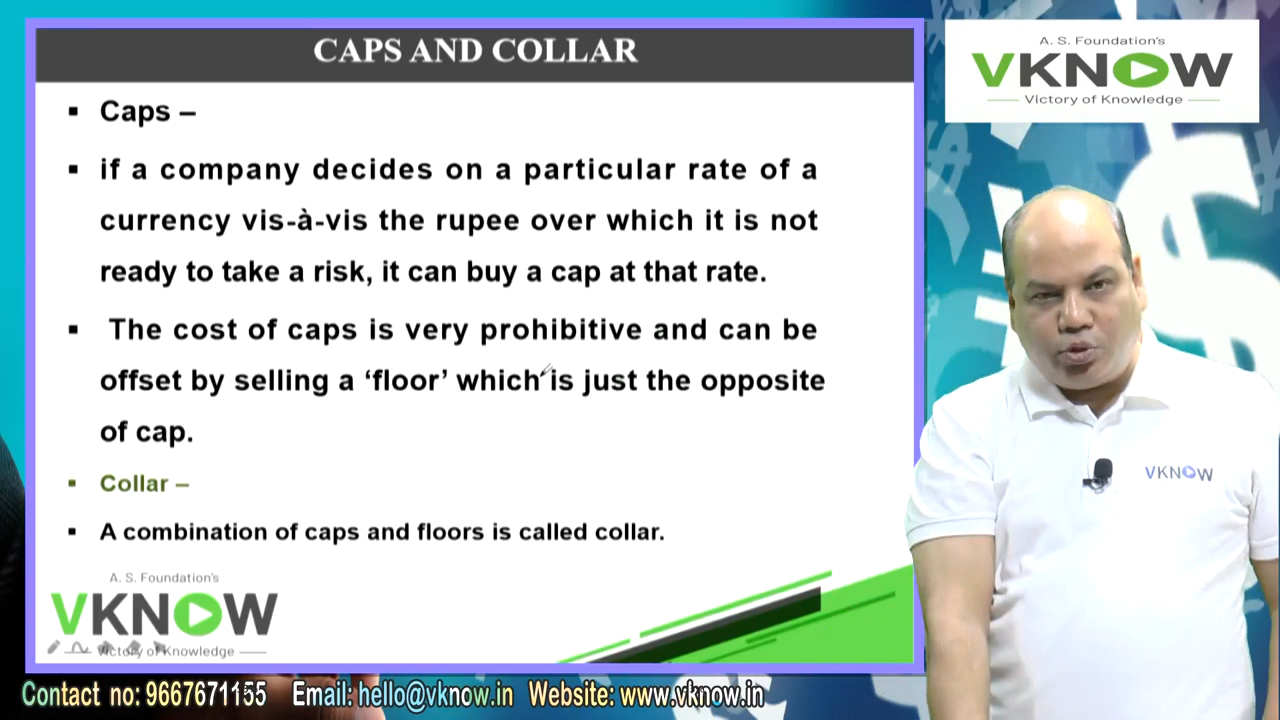 CAPS AND COLLAR
A. S. Foundation's
VKNOW
Victory of Knowledge
▪ Caps –
▪ if a company decides on a particular rate of a
currency vis-à-vis the rupee over which it is not
ready to take a risk, it can buy a cap at that rate.
▪ The cost of caps is very prohibitive and can be
offset by selling a ‘floor’ which is just the opposite
of cap.
▪ Collar –
▪ A combination of caps and floors is called collar.
VKNOW
A. S. Foundation's
VKNOW
Victory of Knowledge
Contact no: 9667671155 Email: hello@vknow.in Website: www.vknow.in